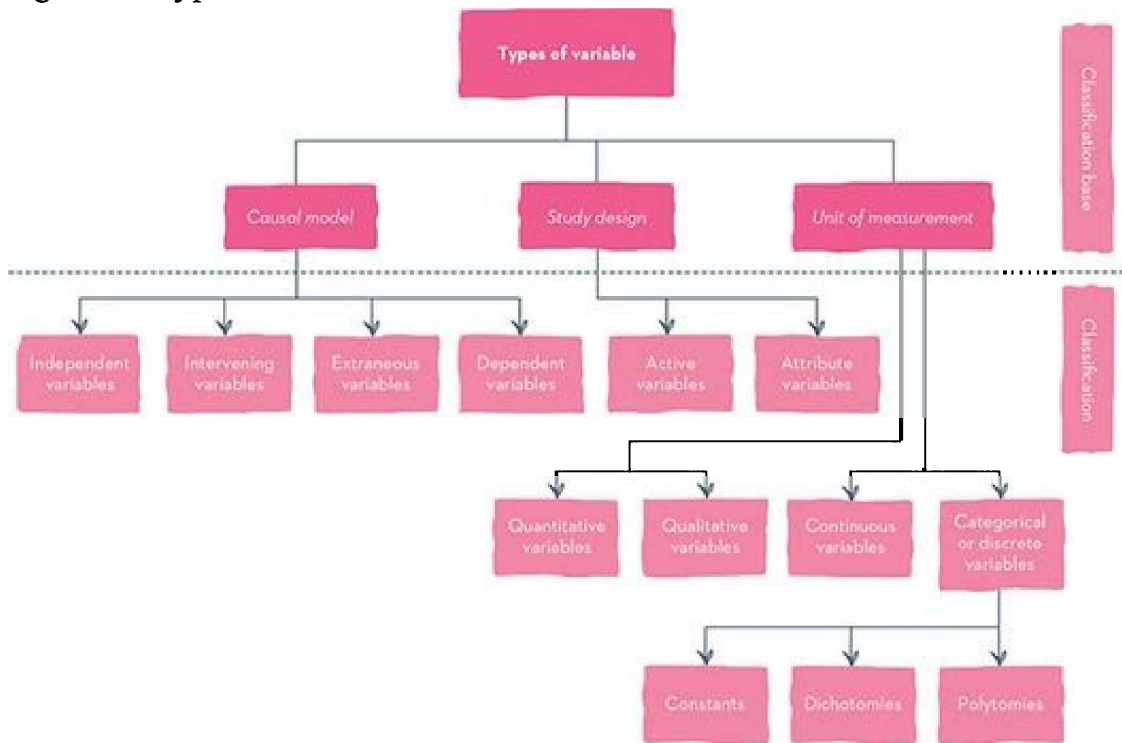 Types of variable
Classification base
Causal model
Study design
Unit of measurement
Classification
Independent
variables
Intervening
variables
Extraneous
variables
Dependent
variables
Active
variables
Attribute
variables
Quantitative
variables
Qualitative
variables
Continuous
variables
Categorical
or discrete
variables
Constants
Dichotomies
Polytomies